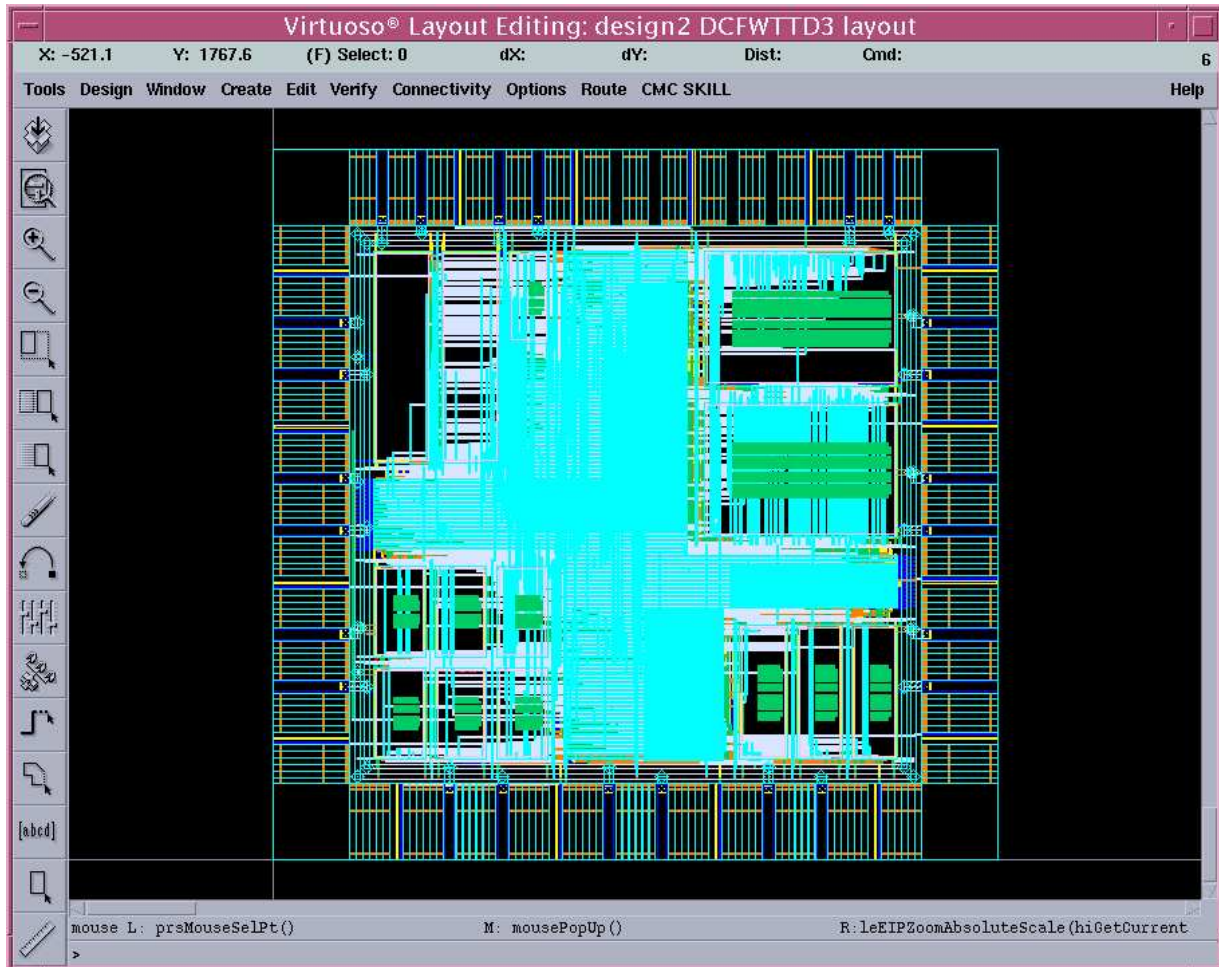 Virtuoso® Layout Editing: design2 DCFWTTD3 layout
X: -521.1 Y: 1767.6 (F) Select: 0 dX: dY: Dist: Cmd: 6
Tools Design Window Create Edit Verify Connectivity Options Route CMC SKILL Help
[abcd]
mouse L: prsMouseSelPt() M: mousePopUp() R:leEIPZoomAbsoluteScale(hiGetCurrent
>